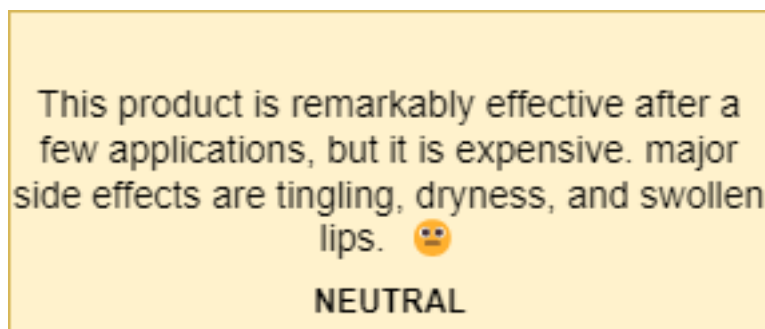 This product is remarkably effective after a
few applications, but it is expensive. major
side effects are tingling, dryness, and swollen
lips. 😐
NEUTRAL